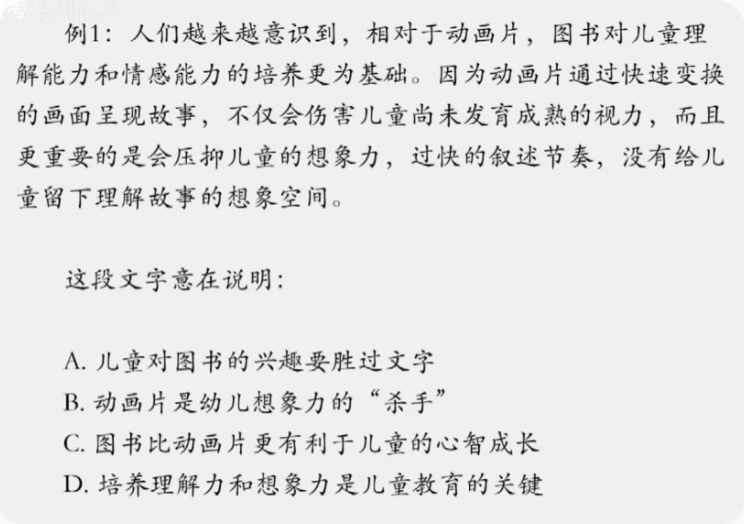 例1：人们越来越意识到，相对于动画片，图书对儿童理
解能力和情感能力的培养更为基础。因为动画片通过快速变换
的画面呈现故事，不仅会伤害儿童尚未发育成熟的视力，而且
更重要的是会压抑儿童的想象力，过快的叙述节奏，没有给儿
童留下理解故事的想象空间。
这段文字意在说明：
A. 儿童对图书的兴趣要胜过文字
B. 动画片是幼儿想象力的“杀手”
C. 图书比动画片更有利于儿童的心智成长
D. 培养理解力和想象力是儿童教育的关键